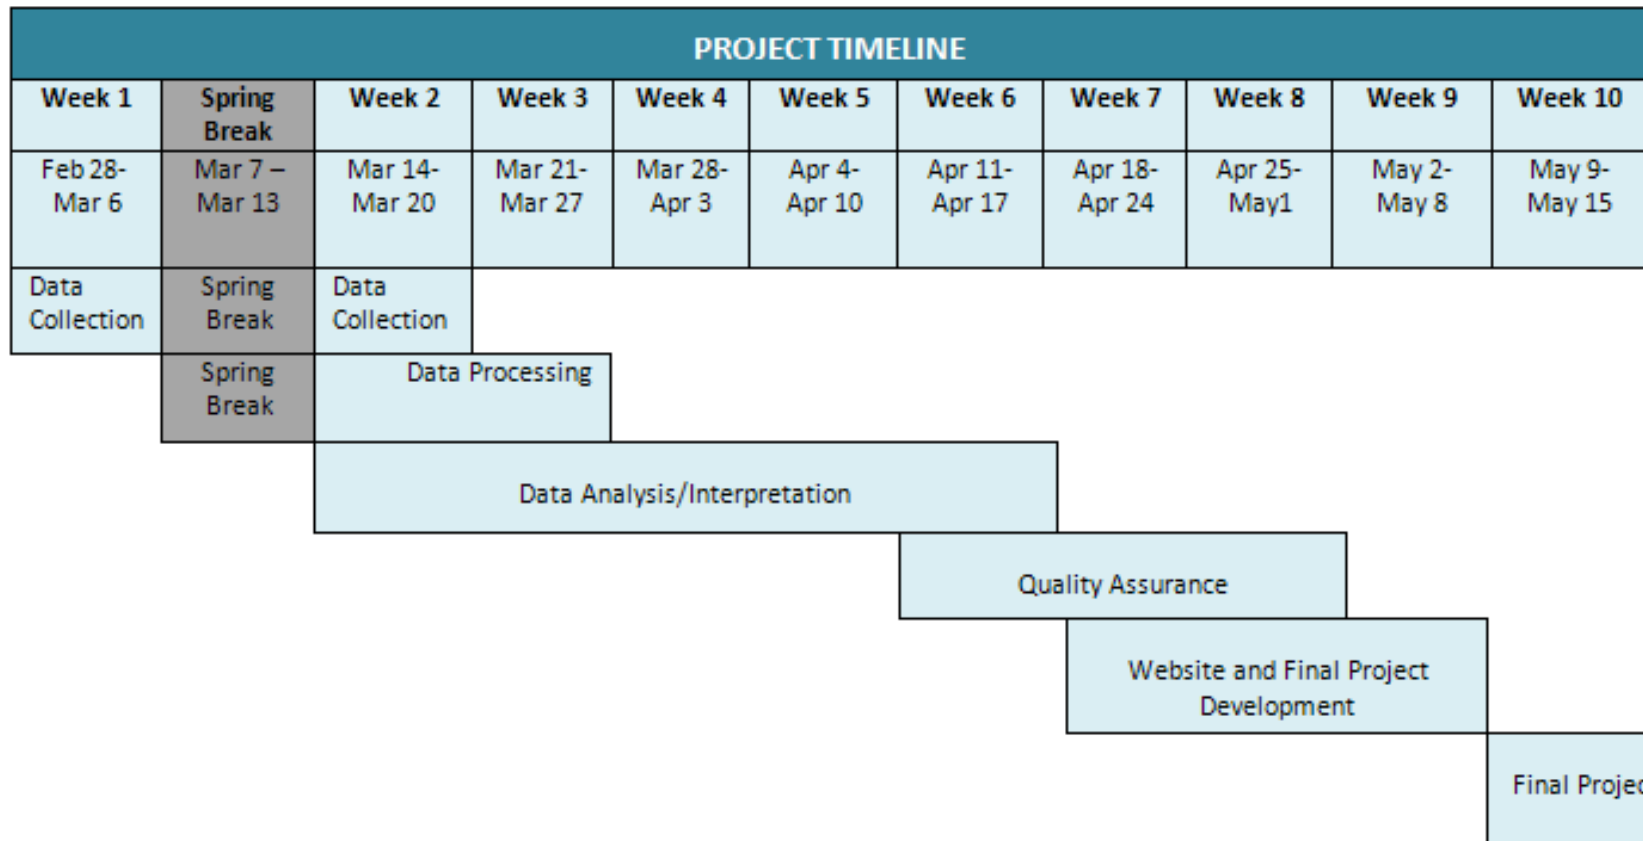 PROJECT TIMELINE
Week 1 Spring Week 2 Week 3 Week 4 Week 5 Week 6 Week 7 Week 8 Week 9 Week 10
Break
Feb 28- Mar 7 – Mar 14- Mar 21- Mar 28- Apr 4- Apr 11- Apr 18- Apr 25- May 2- May 9-
Mar 6 Mar 13 Mar 20 Mar 27 Apr 3 Apr 10 Apr 17 Apr 24 May1 May 8 May 15
Data Spring Data
Collection Break Collection
Spring Data Processing
Break
Data Analysis/Interpretation
Quality Assurance
Website and Final Project
Development
Final Projec